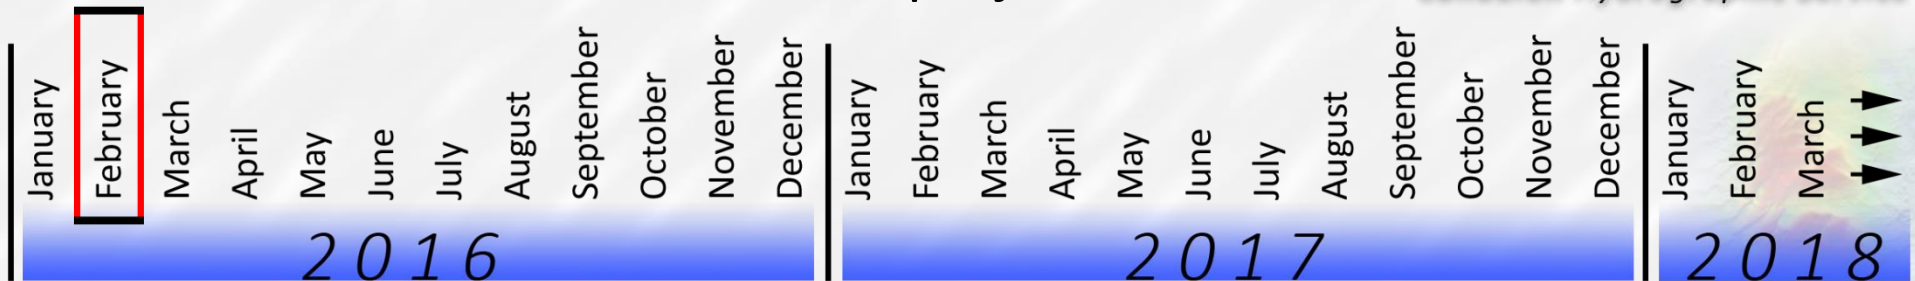 January February March April May June July August September October November December January February March April May June July August September October November December January February March
2016 2017 2018